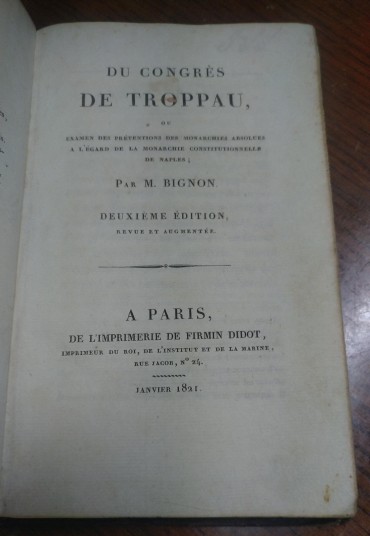 DU CONGRÈS
DE TROPPAU,
OU
EXAMEN DES PRÉTENTIONS DES MONARCHIES ABSOLUES
A L'ÉGARD DE LA MONARCHIE CONSTITUTIONNELLE
DE NAPLES;
PAR M. BIGNON.
DEUXIÈME ÉDITION,
REVUE ET AUGMENTÉE.
A PARIS,
DE L'IMPRIMERIE DE FIRMIN DIDOT,
IMPRIMEUR DU ROI, DE L'INSTITUT ET DE LA MARINE,
RUE JACOB, Nº 24.
JANVIER 1821.